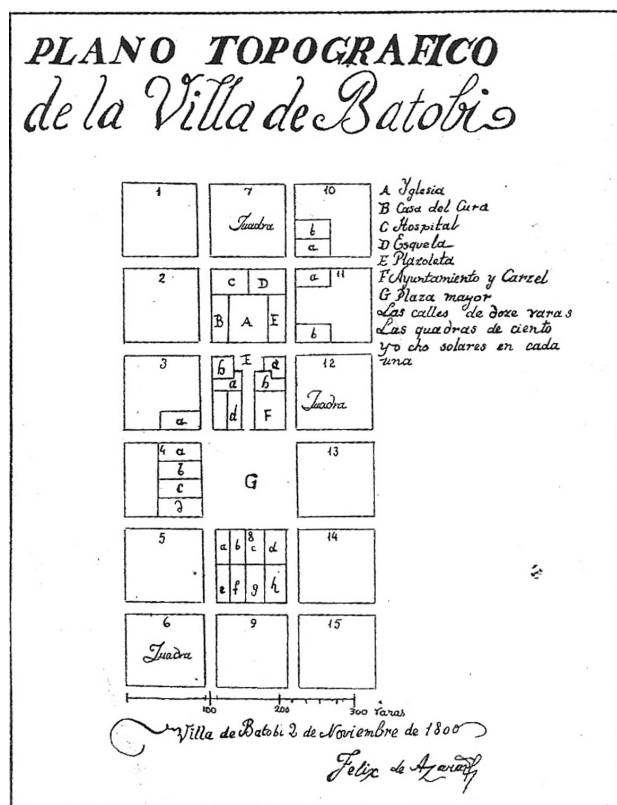 PLANO TOPOGRAFICO
de la Villa de Batobi
1
7
Quadra
10
b
a
A Yglesia
B Casa del Cura
C Hospital
D Esquela
E Plazoleta
F Ayuntamiento y Carzel
G Plaza mayor
Las calles de doze varas
Las quadras de ciento
y ocho solares en cada
una
2
C D
B A E
a 11
b
3
a
b E a
a b
d F
12
Quadra
4 a
b
c
d
G
13
5
a b 8 c d
e f g h
14
6
Quadra
9
15
100 200 300 varas
Villa de Batobi 2 de Noviembre de 1800
Felix de Azara